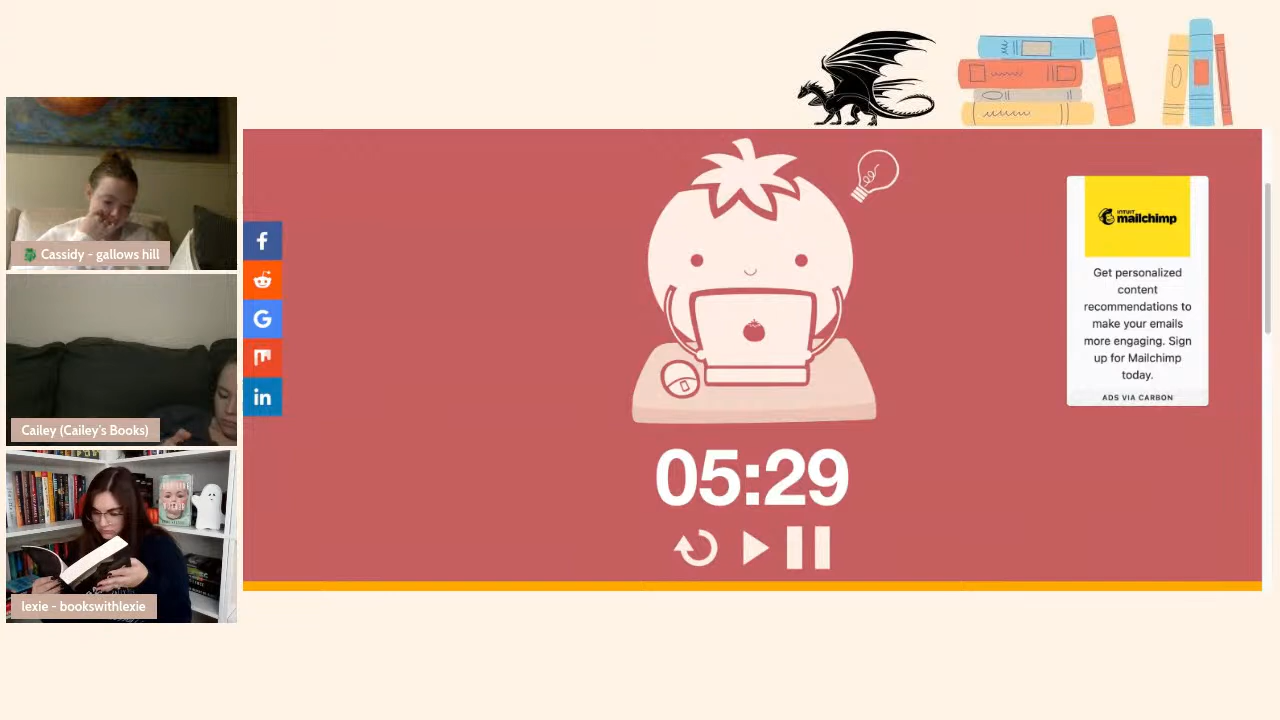 Cassidy - gallows hill
Cailey (Cailey's Books)
lexie - bookswithlexie
05:29
INTUIT
mailchimp
Get personalized
content
recommendations to
make your emails
more engaging. Sign
up for Mailchimp
today.
ADS VIA CARBON